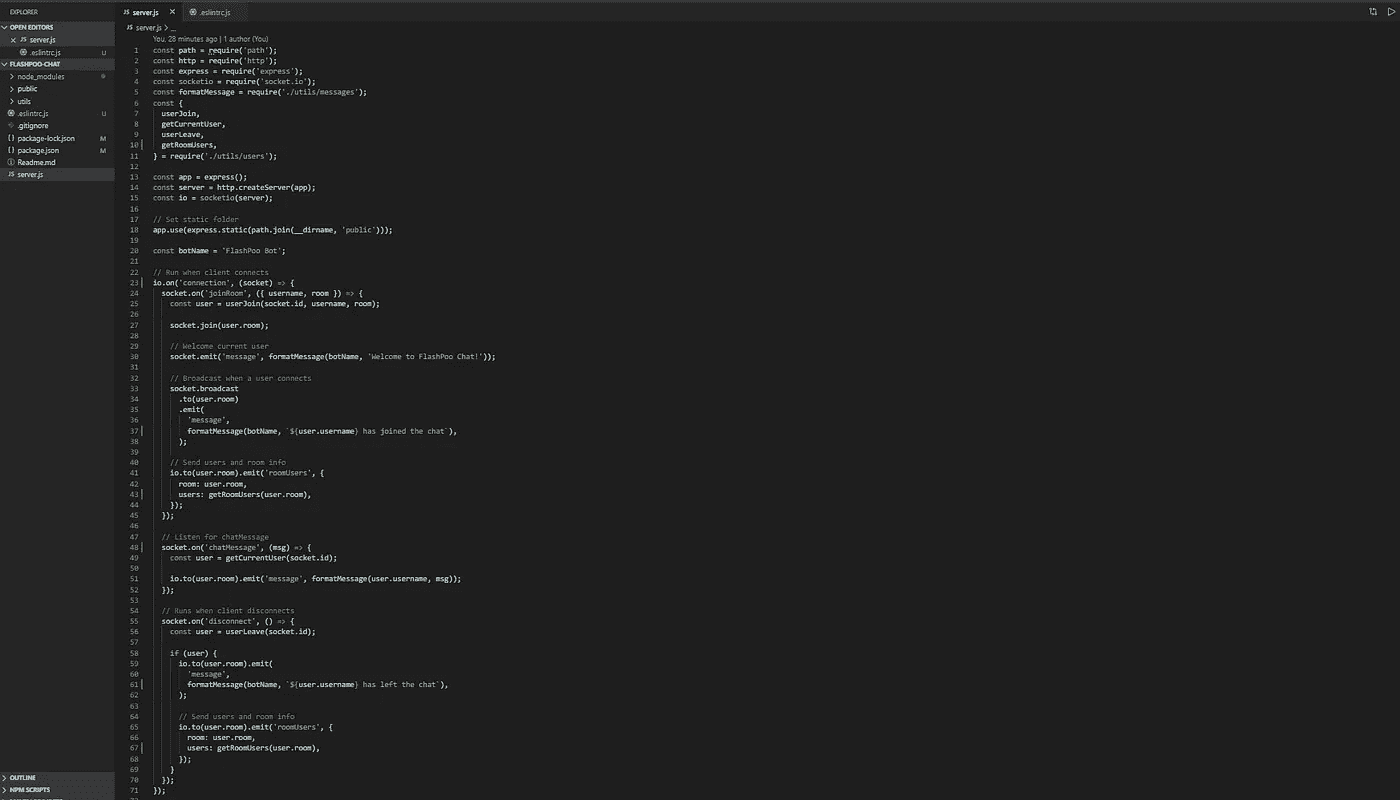 EXPLORER
OPEN EDITORS
JS server.js
.eslintrc.js U
FLASHPOO-CHAT
node_modules
public
utils
.eslintrc.js U
.gitignore
{} package-lock.json M
{} package.json M
Readme.md
JS server.js
OUTLINE
NPM SCRIPTS
JS server.js
.eslintrc.js
JS server.js > ...
You, 28 minutes ago | 1 author (You)
1 const path = require('path');
2 const http = require('http');
3 const express = require('express');
4 const socketio = require('socket.io');
5 const formatMessage = require('./utils/messages');
6 const {
7 userJoin,
8 getCurrentUser,
9 userLeave,
10 getRoomUsers,
11 } = require('./utils/users');
12
13 const app = express();
14 const server = http.createServer(app);
15 const io = socketio(server);
16
17 // Set static folder
18 app.use(express.static(path.join(__dirname, 'public')));
19
20 const botName = 'FlashPoo Bot';
21
22 // Run when client connects
23 io.on('connection', (socket) => {
24 socket.on('joinRoom', ({ username, room }) => {
25 const user = userJoin(socket.id, username, room);
26
27 socket.join(user.room);
28
29 // Welcome current user
30 socket.emit('message', formatMessage(botName, 'Welcome to FlashPoo Chat!'));
31
32 // Broadcast when a user connects
33 socket.broadcast
34 .to(user.room)
35 .emit(
36 'message',
37 formatMessage(botName, `${user.username} has joined the chat`),
38 );
39
40 // Send users and room info
41 io.to(user.room).emit('roomUsers', {
42 room: user.room,
43 users: getRoomUsers(user.room),
44 });
45 });
46
47 // Listen for chatMessage
48 socket.on('chatMessage', (msg) => {
49 const user = getCurrentUser(socket.id);
50
51 io.to(user.room).emit('message', formatMessage(user.username, msg));
52 });
53
54 // Runs when client disconnects
55 socket.on('disconnect', () => {
56 const user = userLeave(socket.id);
57
58 if (user) {
59 io.to(user.room).emit(
60 'message',
61 formatMessage(botName, `${user.username} has left the chat`),
62 );
63
64 // Send users and room info
65 io.to(user.room).emit('roomUsers', {
66 room: user.room,
67 users: getRoomUsers(user.room),
68 });
69 }
70 });
71 });